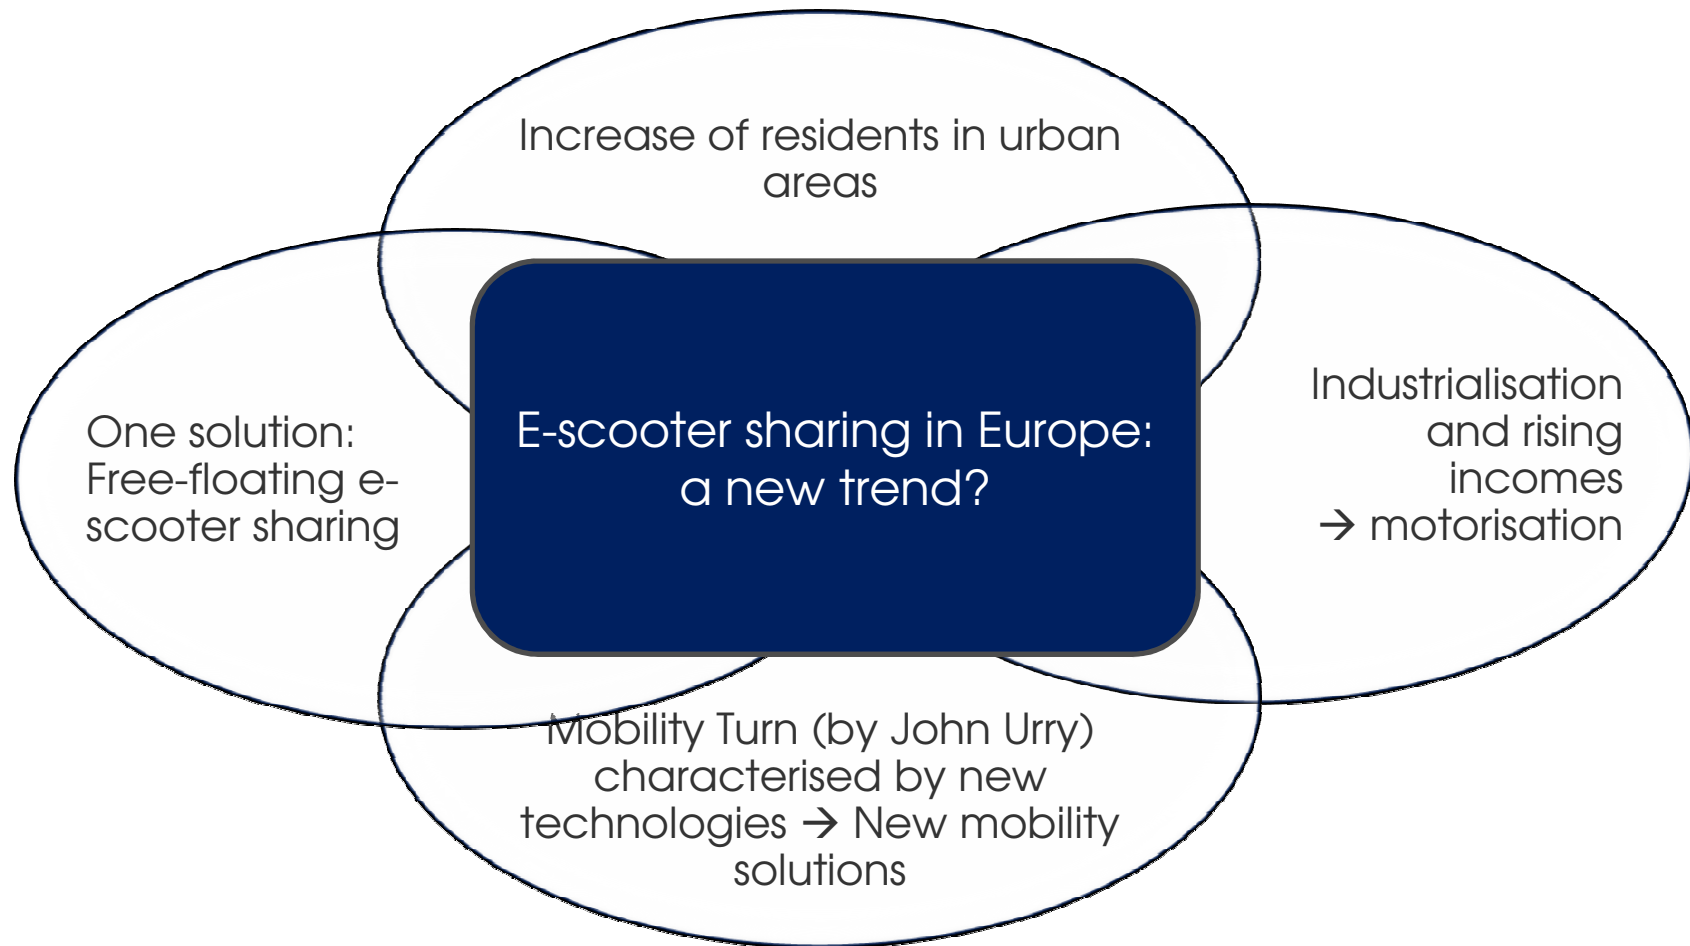 Increase of residents in urban
areas
One solution:
Free-floating e-
scooter sharing
E-scooter sharing in Europe:
a new trend?
Industrialisation
and rising
incomes
→ motorisation
Mobility Turn (by John Urry)
characterised by new
technologies → New mobility
solutions